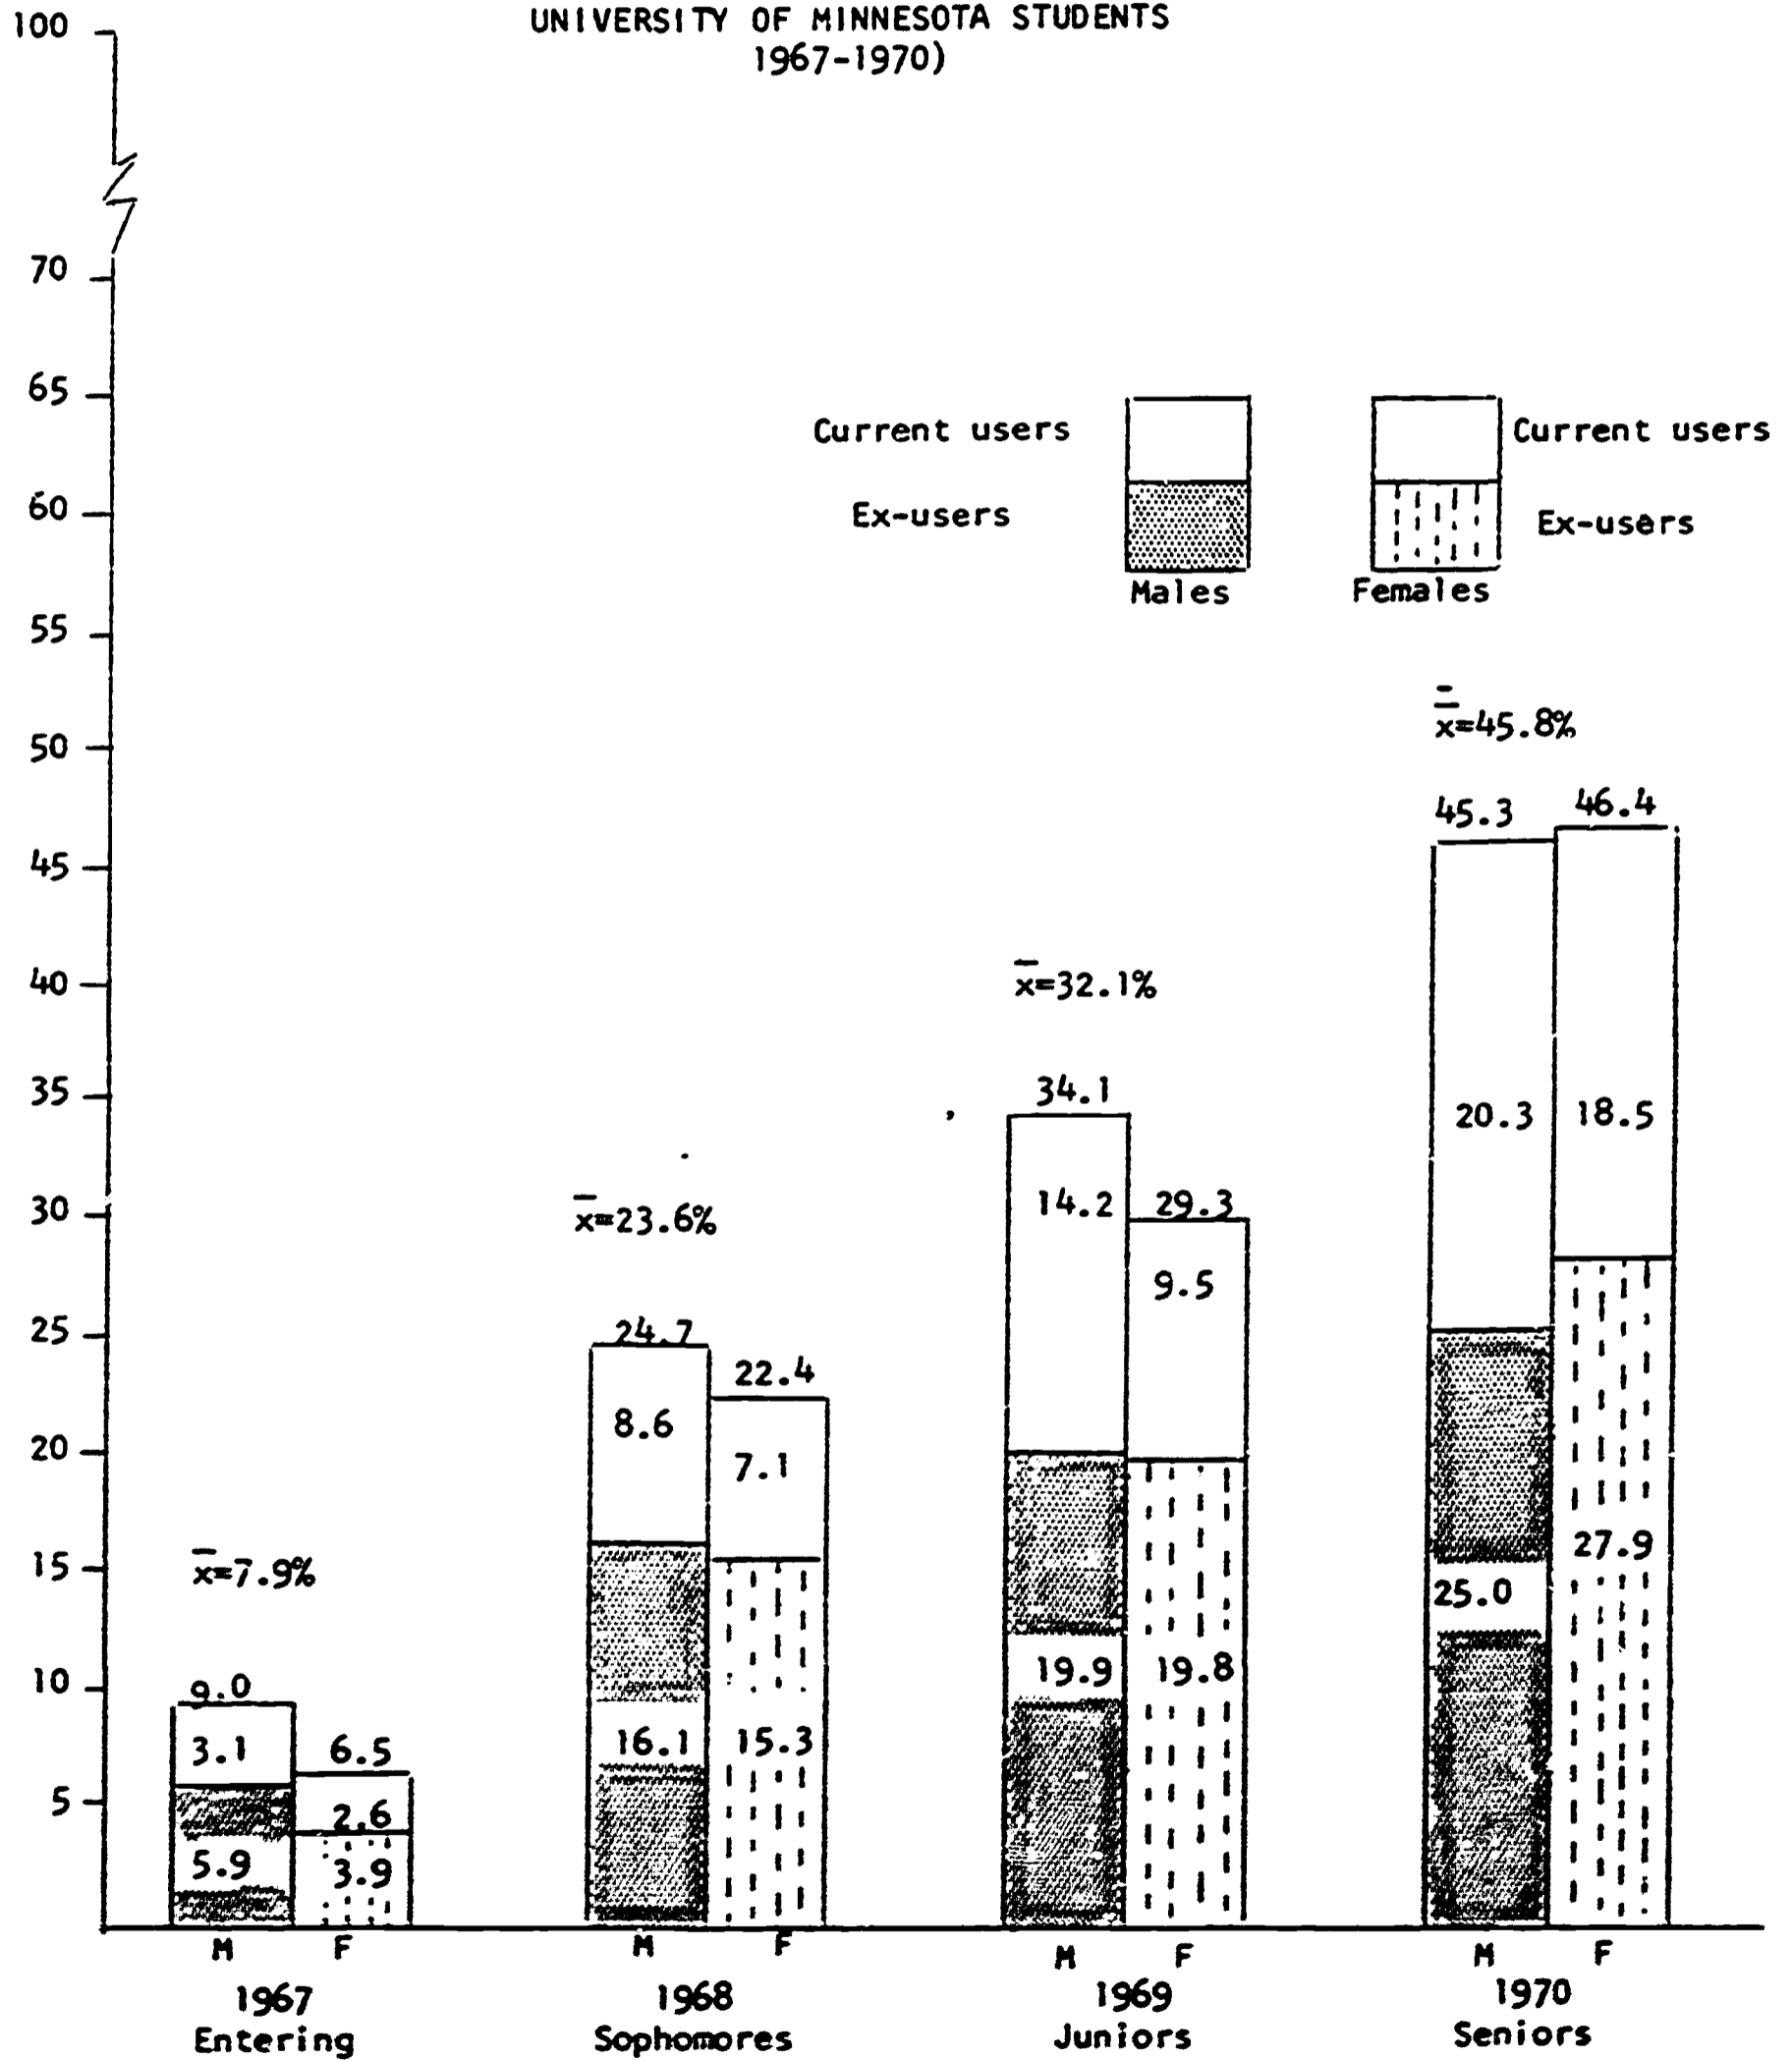 UNIVERSITY OF MINNESOTA STUDENTS
1967-1970)
100
70
65
60
55
50
45
40
35
30
25
20
15
10
5
Current users
Ex-users
Males
Current users
Ex-users
Females
x̄=7.9%
9.0
3.1
5.9
6.5
2.6
3.9
x̄=23.6%
24.7
8.6
16.1
22.4
7.1
15.3
x̄=32.1%
34.1
14.2
19.9
29.3
9.5
19.8
x̄=45.8%
45.3
20.3
25.0
46.4
18.5
27.9
M F
1967
Entering
M F
1968
Sophomores
M F
1969
Juniors
M F
1970
Seniors